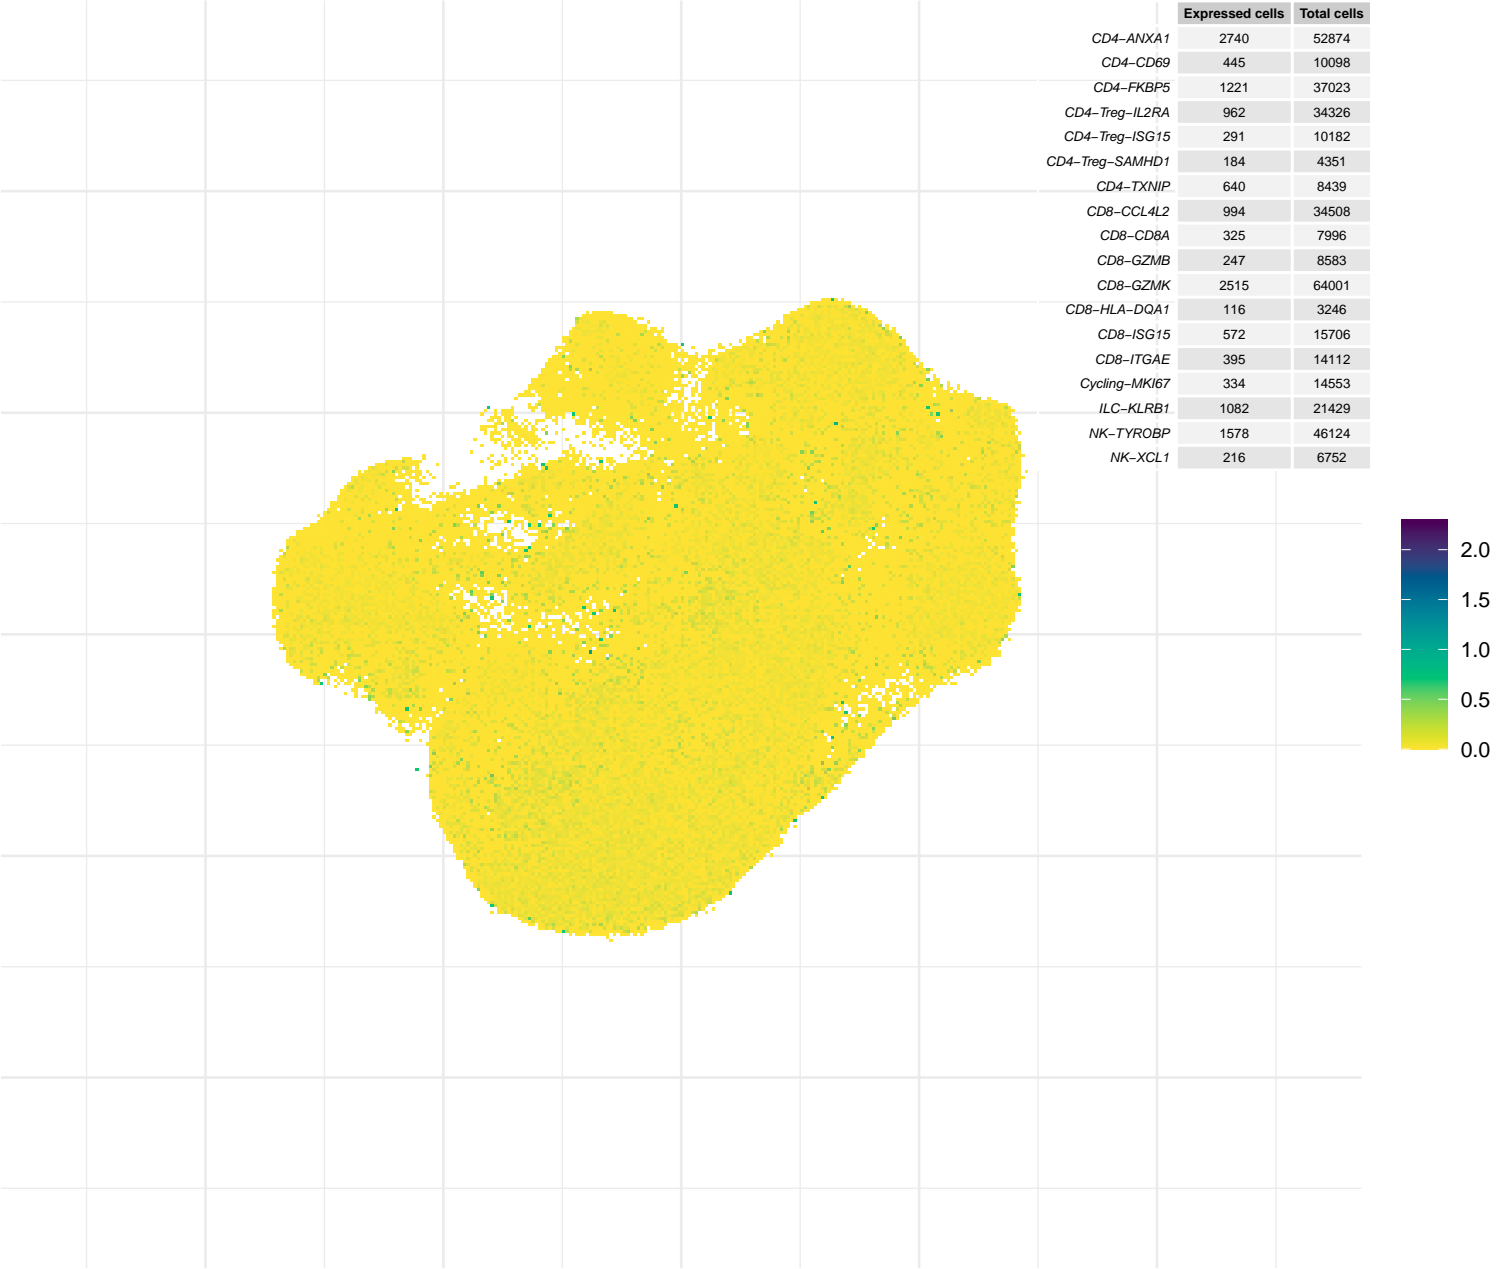 Expressed cells Total cells
CD4−ANXA1 2740 52874
CD4−CD69 445 10098
CD4−FKBP5 1221 37023
CD4−Treg−IL2RA 962 34326
CD4−Treg−ISG15 291 10182
CD4−Treg−SAMHD1 184 4351
CD4−TXNIP 640 8439
CD8−CCL4L2 994 34508
CD8−CD8A 325 7996
CD8−GZMB 247 8583
CD8−GZMK 2515 64001
CD8−HLA−DQA1 116 3246
CD8−ISG15 572 15706
CD8−ITGAE 395 14112
Cycling−MKI67 334 14553
ILC−KLRB1 1082 21429
NK−TYROBP 1578 46124
NK−XCL1 216 6752
2.0
1.5
1.0
0.5
0.0